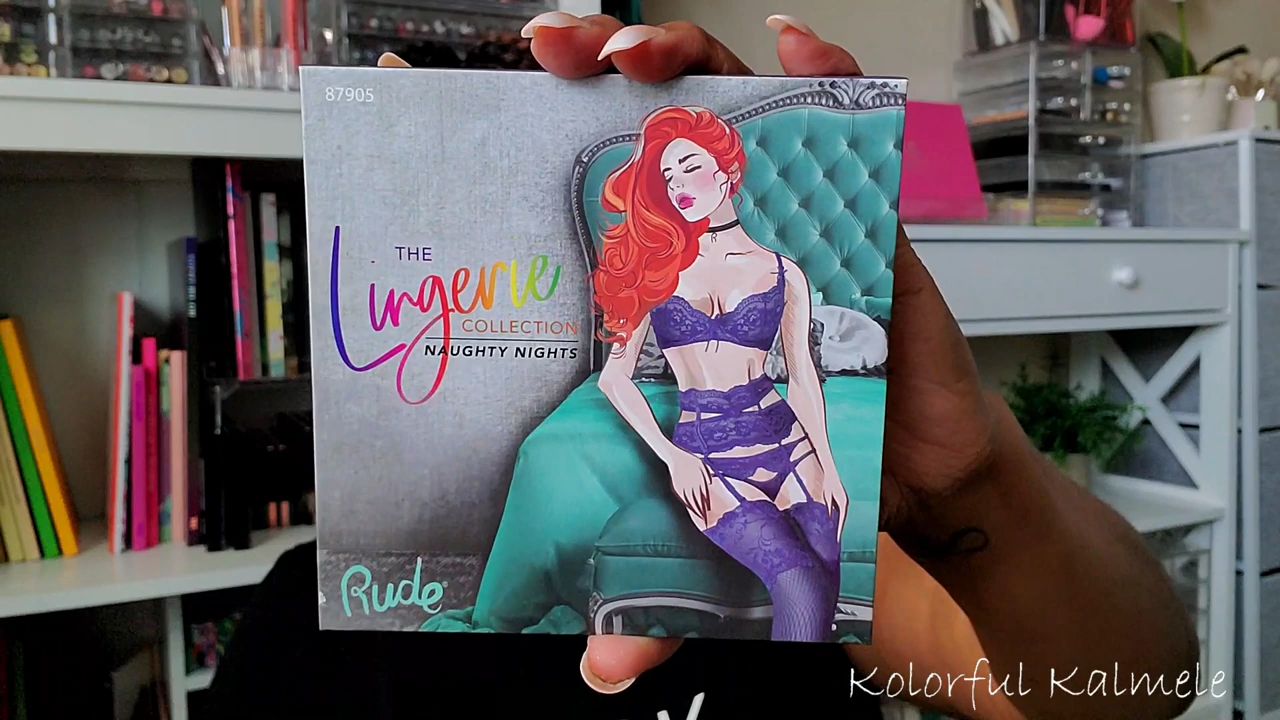 87905
THE
Lingerie
COLLECTION
NAUGHTY NIGHTS
Rude
Kolorful Kalmele